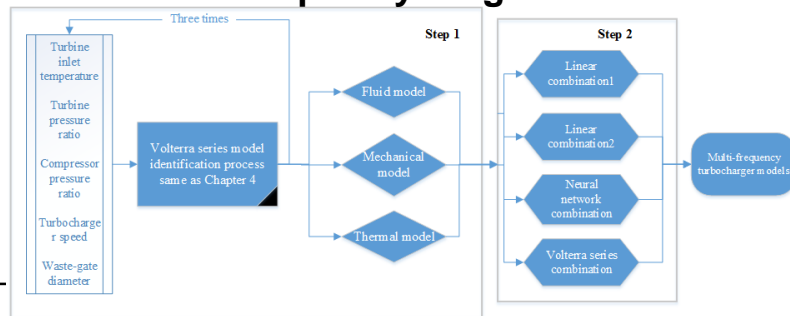 Three times
Step 1
Step 2
Turbine
inlet
temperature
Turbine
pressure
ratio
Compressor
pressure
ratio
Turbocharge
r speed
Waste-gate
diameter
Volterra series model
identification process
same as Chapter 4
Fluid model
Mechanical
model
Thermal model
Linear
combination1
Linear
combination2
Neural
network
combination
Volterra series
combination
Multi-frequency
turbocharger models